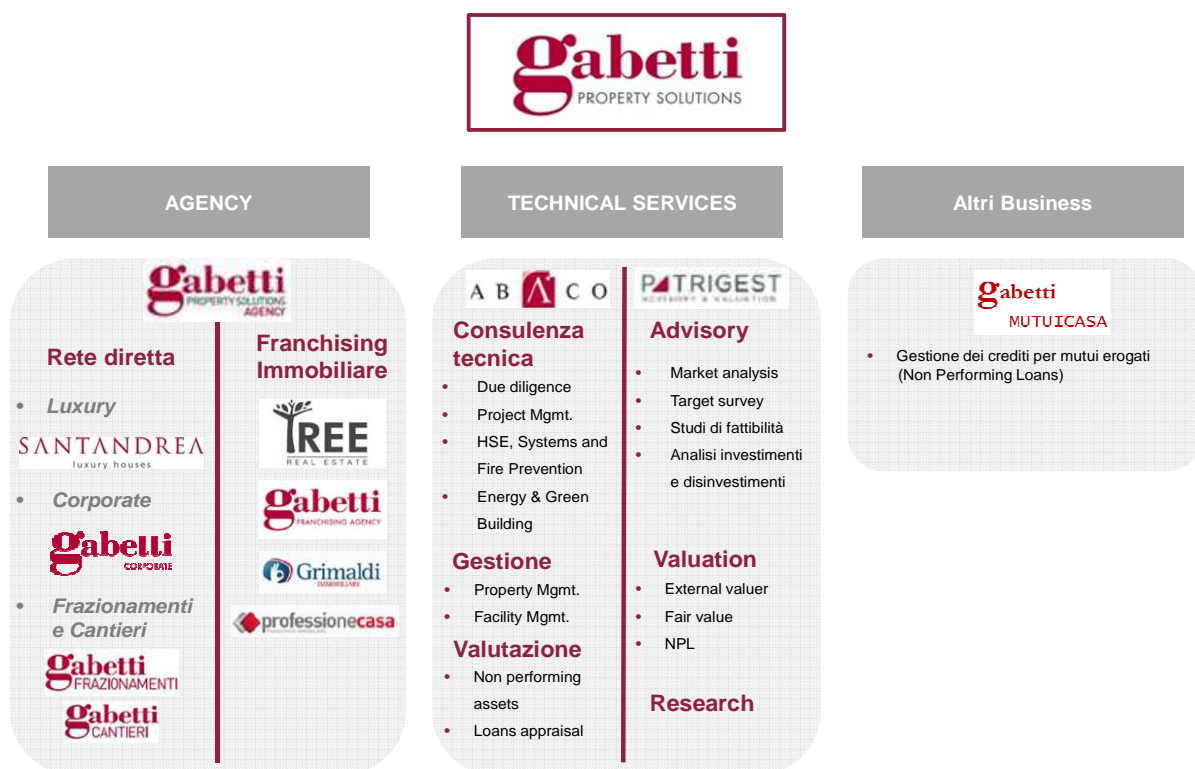 gabetti
PROPERTY SOLUTIONS
AGENCY
gabetti
PROPERTY SOLUTIONS
AGENCY
Rete diretta
• Luxury
SANTANDREA
luxury houses
• Corporate
gabetti
CORPORATE
• Frazionamenti
e Cantieri
gabetti
FRAZIONAMENTI
gabetti
CANTIERI
Franchising
Immobiliare
TREE
REAL ESTATE
gabetti
FRANCHISING AGENCY
Grimaldi
IMMOBILIARE
professionecasa
TECHNICAL SERVICES
ABACO
Consulenza
tecnica
• Due diligence
• Project Mgmt.
• HSE, Systems and
Fire Prevention
• Energy & Green
Building
Gestione
• Property Mgmt.
• Facility Mgmt.
Valutazione
• Non performing
assets
• Loans appraisal
PATRIGEST
ADVISORY & VALUATION
Advisory
• Market analysis
• Target survey
• Studi di fattibilità
• Analisi investimenti
e disinvestimenti
Valuation
• External valuer
• Fair value
• NPL
Research
Altri Business
gabetti
MUTUICASA
• Gestione dei crediti per mutui erogati
(Non Performing Loans)